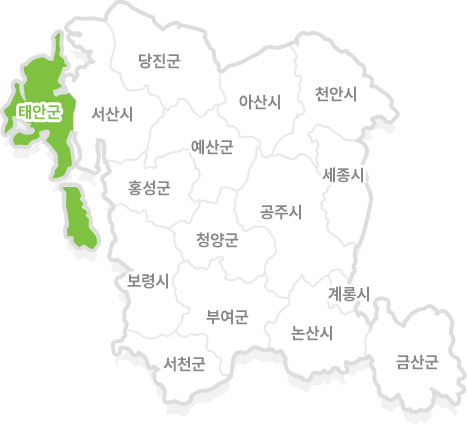 당진군
천안시
아산시
태안군
서산시
예산군
세종시
홍성군
공주시
청양군
보령시
계룡시
부여군
논산시
서천군
금산군